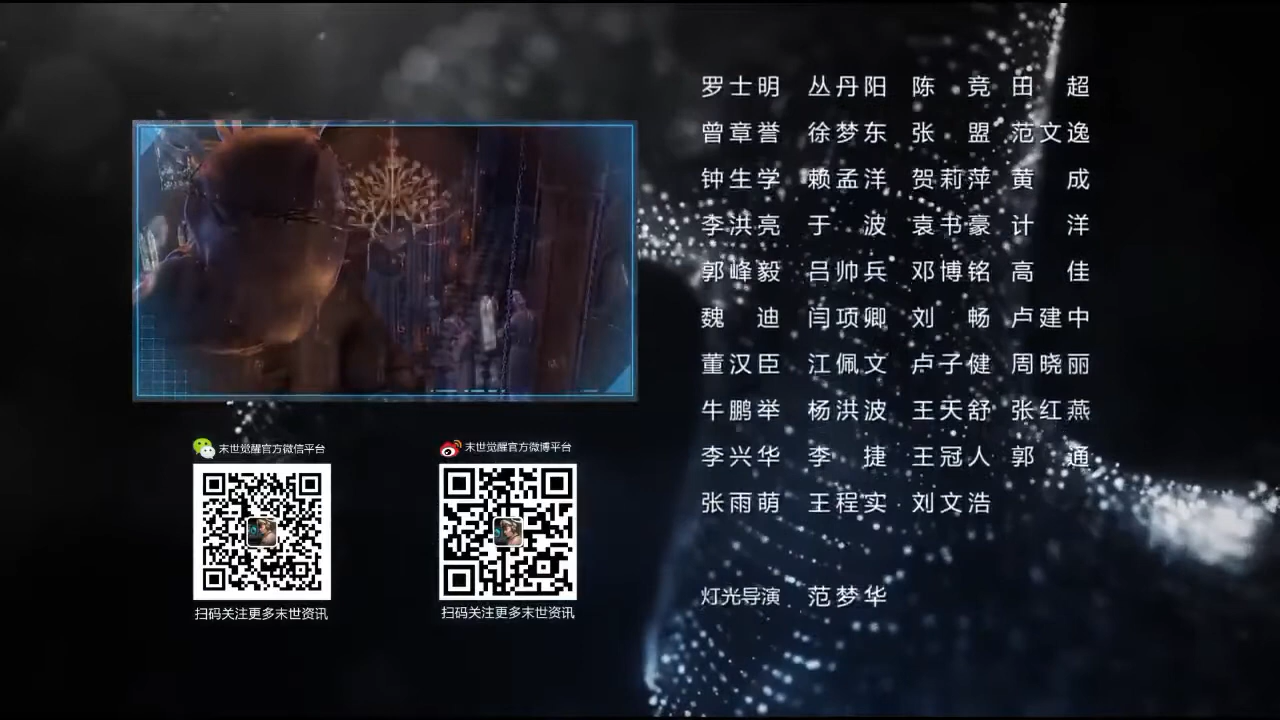 罗士明 丛丹阳 陈竞 田超
曾章誉 徐梦东 张盟 范文逸
钟生学 赖孟洋 贺莉萍 黄成
李洪亮 于波 袁书豪 计洋
郭峰毅 吕帅兵 邓博铭 高佳
魏迪 闫项卿 刘畅 卢建中
董汉臣 江佩文 卢子健 周晓丽
牛鹏举 杨洪波 王天舒 张红燕
李兴华 李捷 王冠人 郭通
张雨萌 王程实 刘文浩
灯光导演 范梦华
末世觉醒官方微信平台
扫码关注更多末世资讯
末世觉醒官方微博平台
扫码关注更多末世资讯